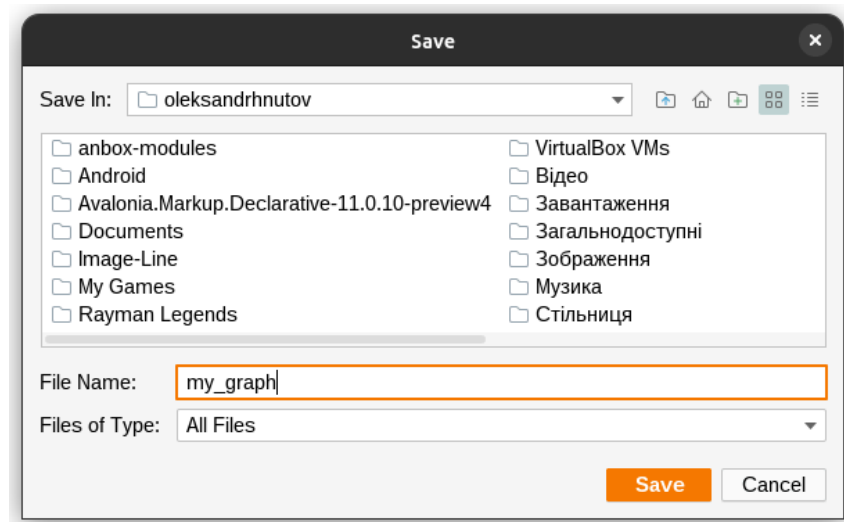 Save
Save In: oleksandrhnutov
anbox-modules
Android
Avalonia.Markup.Declarative-11.0.10-preview4
Documents
Image-Line
My Games
Rayman Legends
VirtualBox VMs
Відео
Завантаження
Загальнодоступні
Зображення
Музика
Стільниця
File Name: my_graph
Files of Type: All Files
Save Cancel